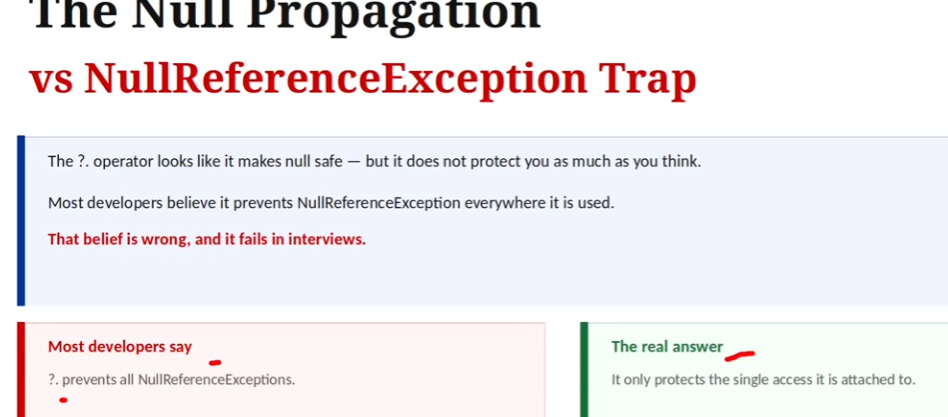 The Null Propagation
vs NullReferenceException Trap
The ?. operator looks like it makes null safe — but it does not protect you as much as you think.
Most developers believe it prevents NullReferenceException everywhere it is used.
That belief is wrong, and it fails in interviews.
Most developers say
?. prevents all NullReferenceExceptions.
The real answer
It only protects the single access it is attached to.